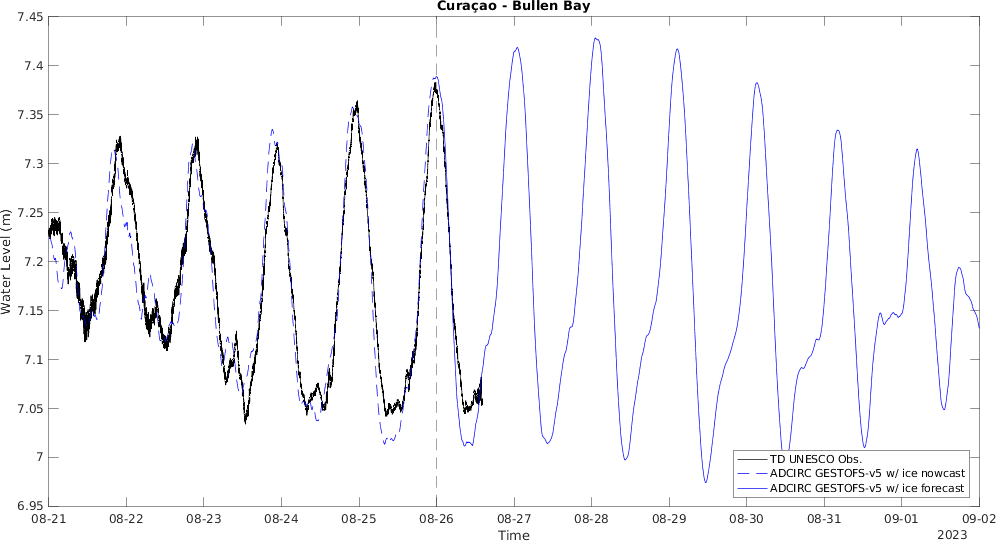 Curaçao - Bullen Bay
7.45
7.4
7.35
7.3
7.25
7.2
7.15
7.1
7.05
7
6.95
Water Level (m)
TD UNESCO Obs.
ADCIRC GESTOFS-v5 w/ ice nowcast
ADCIRC GESTOFS-v5 w/ ice forecast
08-21 08-22 08-23 08-24 08-25 08-26 08-27 08-28 08-29 08-30 08-31 09-01 09-02
Time
2023